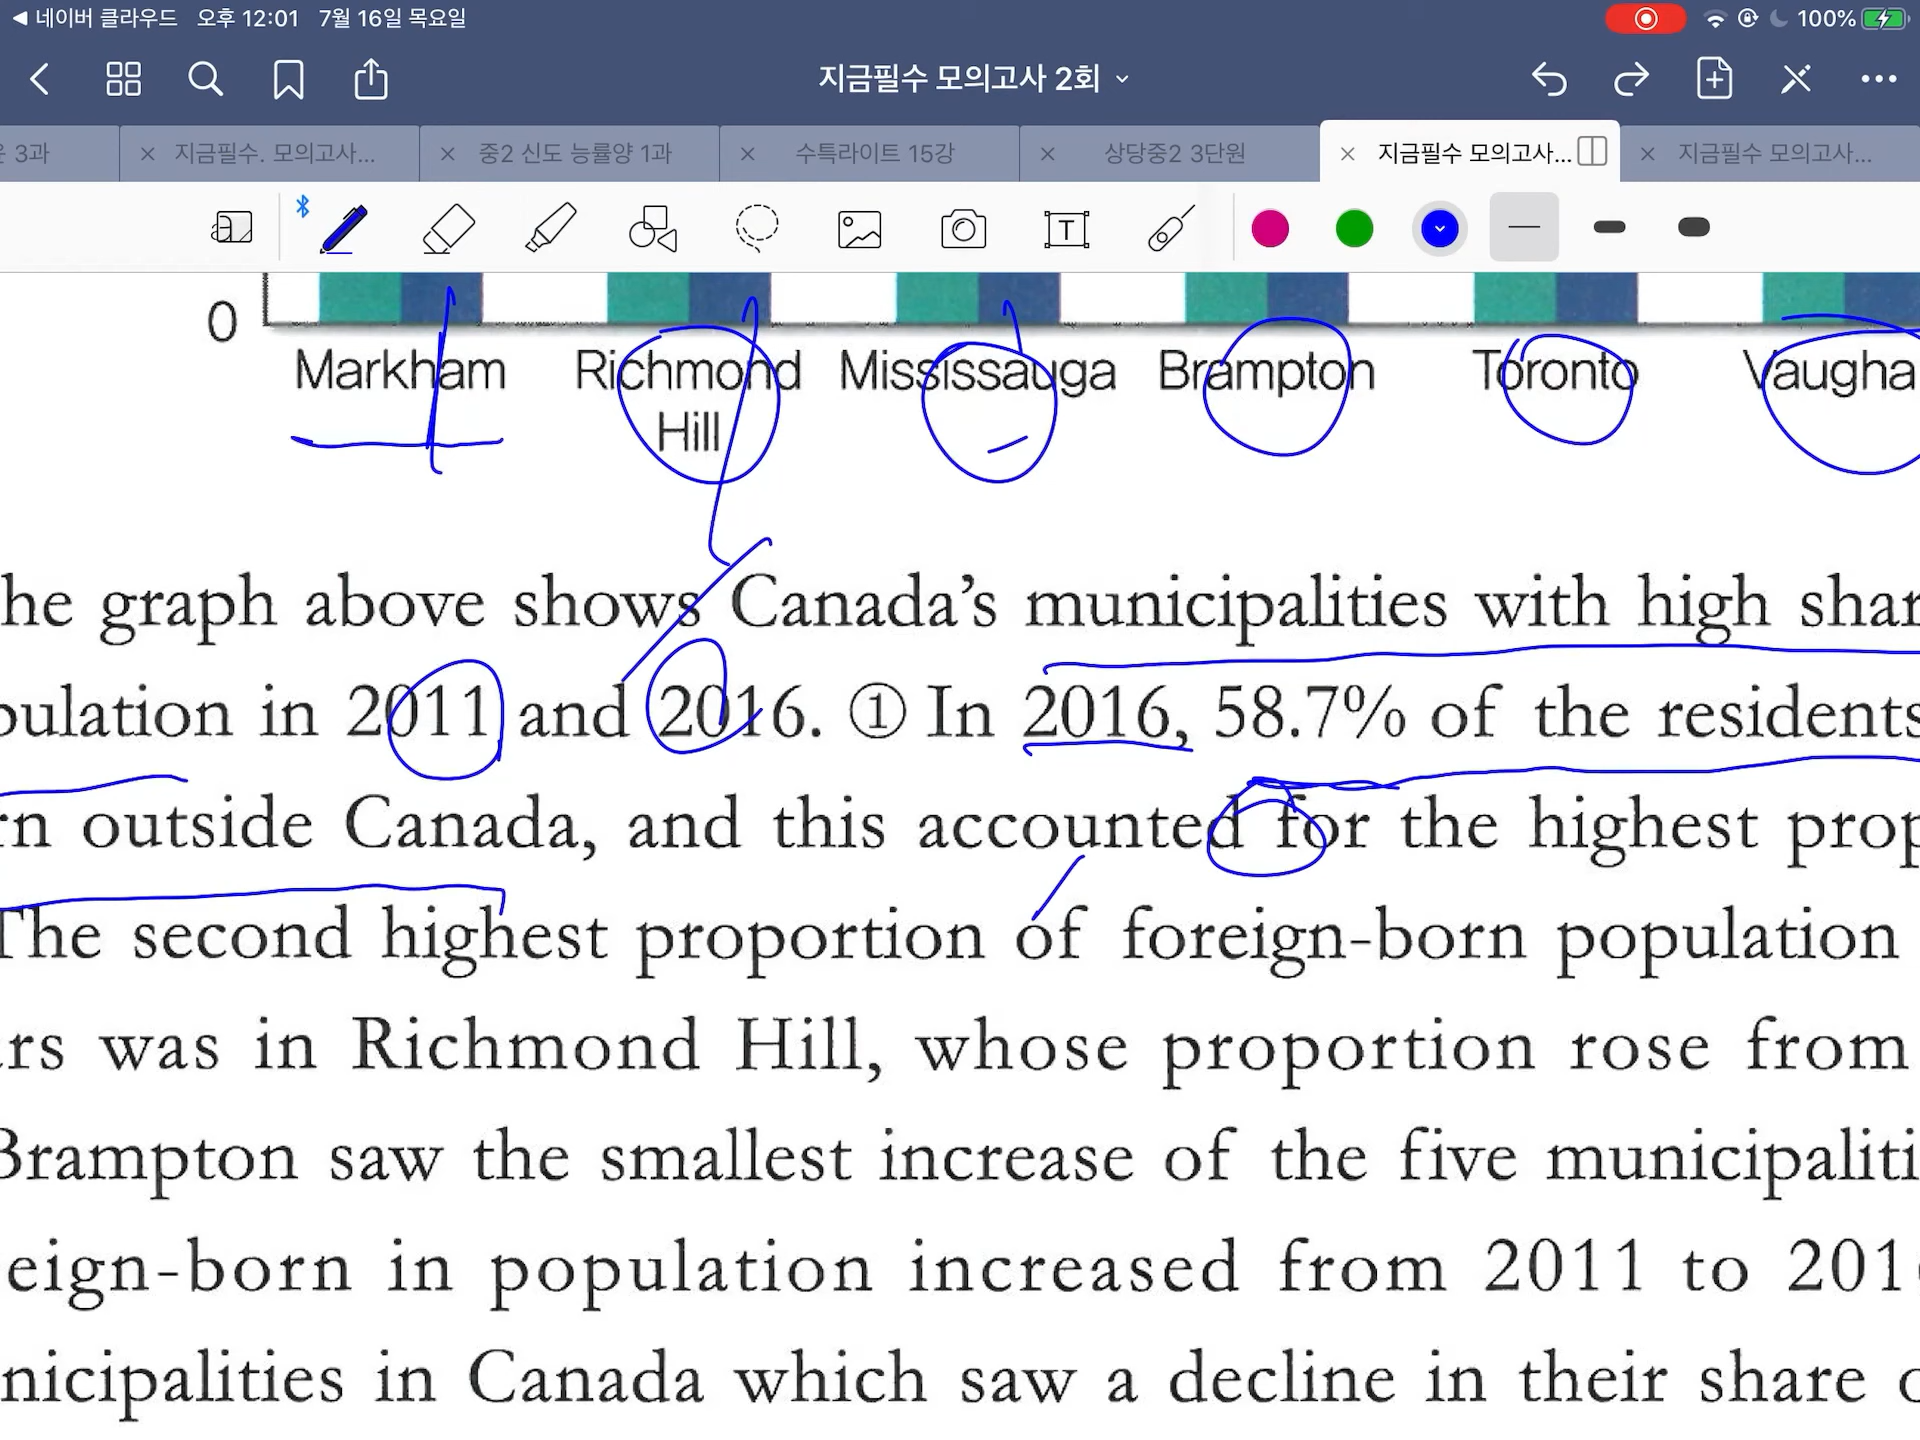 ◀ 네이버 클라우드 오후 12:01 7월 16일 목요일 100%
지금필수 모의고사 2회
3과 × 지금필수. 모의고사... × 중2 신도 능률양 1과 × 수특라이트 15강 × 상당중2 3단원 × 지금필수 모의고사... × 지금필수 모의고사...
T
0
Markham Richmond Mississauga Brampton Toronto Vaugha
Hill
he graph above shows Canada's municipalities with high shar
pulation in 2011 and 2016. ① In 2016, 58.7% of the residents
rn outside Canada, and this accounted for the highest prop
The second highest proportion of foreign-born population
rs was in Richmond Hill, whose proportion rose from
Brampton saw the smallest increase of the five municipaliti
eign-born in population increased from 2011 to 201
nicipalities in Canada which saw a decline in their share o